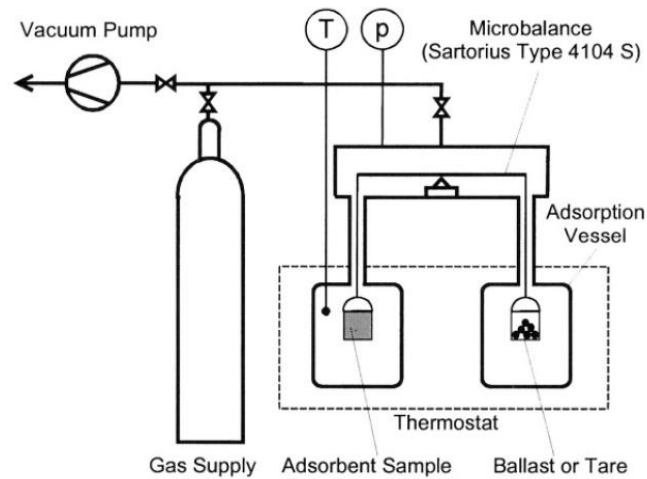 Vacuum Pump
T
p
Microbalance
(Sartorius Type 4104 S)
Adsorption
Vessel
Thermostat
Gas Supply
Adsorbent Sample
Ballast or Tare